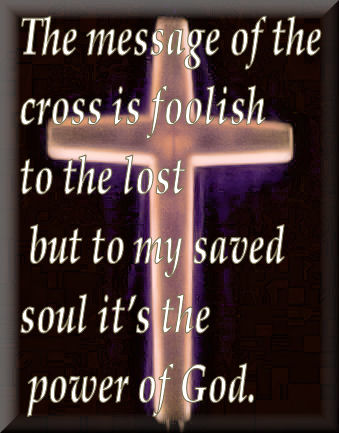 The message of the
cross is foolish
to the lost
but to my saved
soul it's the
power of God.